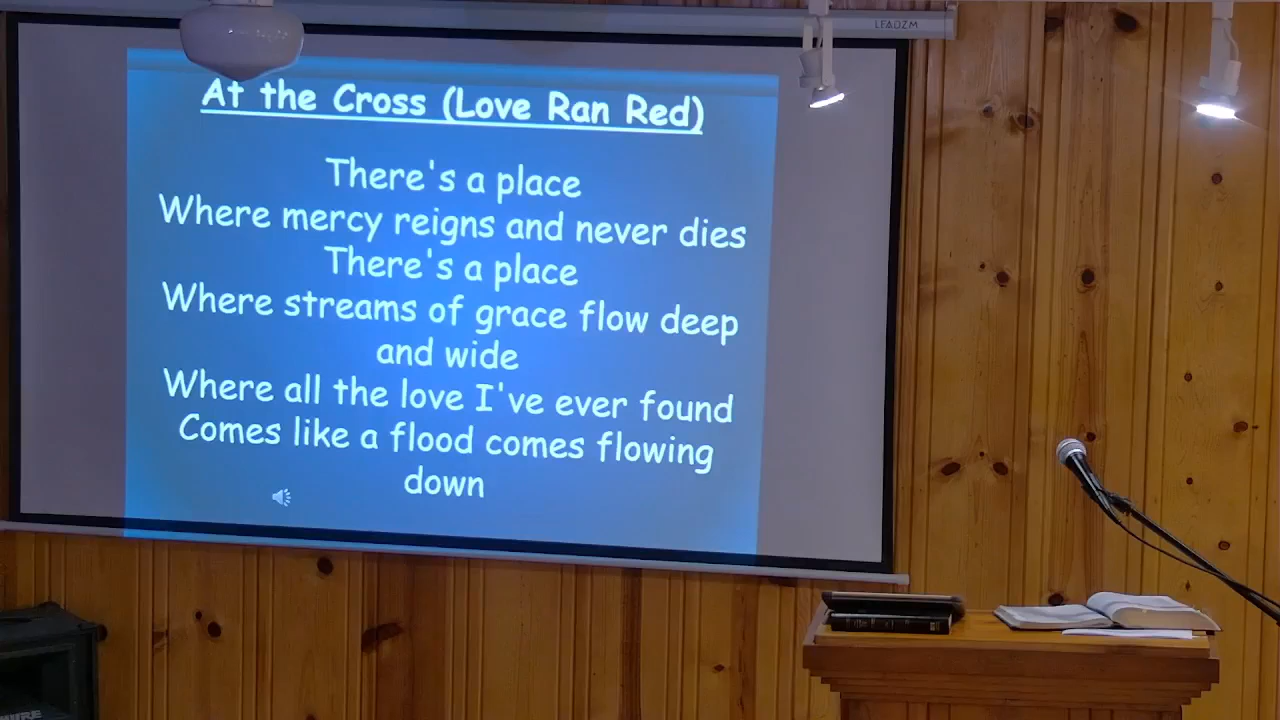 LEADZM
At the Cross (Love Ran Red)
There's a place
Where mercy reigns and never dies
There's a place
Where streams of grace flow deep
and wide
Where all the love I've ever found
Comes like a flood comes flowing
down